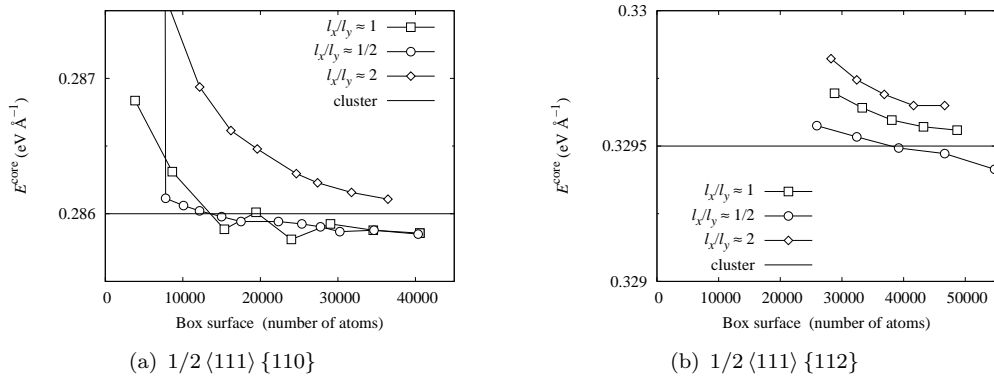 0.287
0.286
E^core (eV Å⁻¹)
l_x/l_y ≈ 1
l_x/l_y ≈ 1/2
l_x/l_y ≈ 2
cluster
0 10000 20000 30000 40000
Box surface (number of atoms)
(a) 1/2 ⟨111⟩ {110}
0.33
0.3295
0.329
E^core (eV Å⁻¹)
l_x/l_y ≈ 1
l_x/l_y ≈ 1/2
l_x/l_y ≈ 2
cluster
0 10000 20000 30000 40000 50000
Box surface (number of atoms)
(b) 1/2 ⟨111⟩ {112}